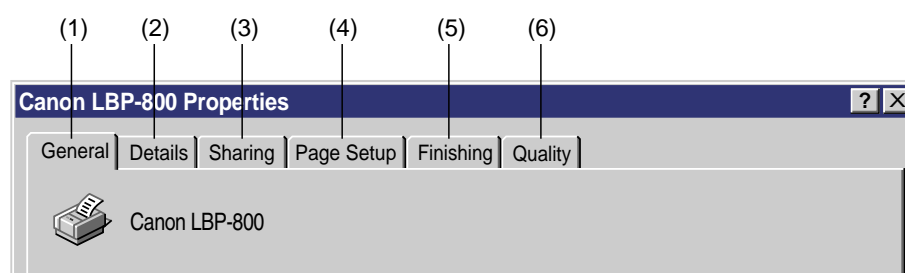 (1) (2) (3) (4) (5) (6)
Canon LBP-800 Properties ? X
General Details Sharing Page Setup Finishing Quality
Canon LBP-800